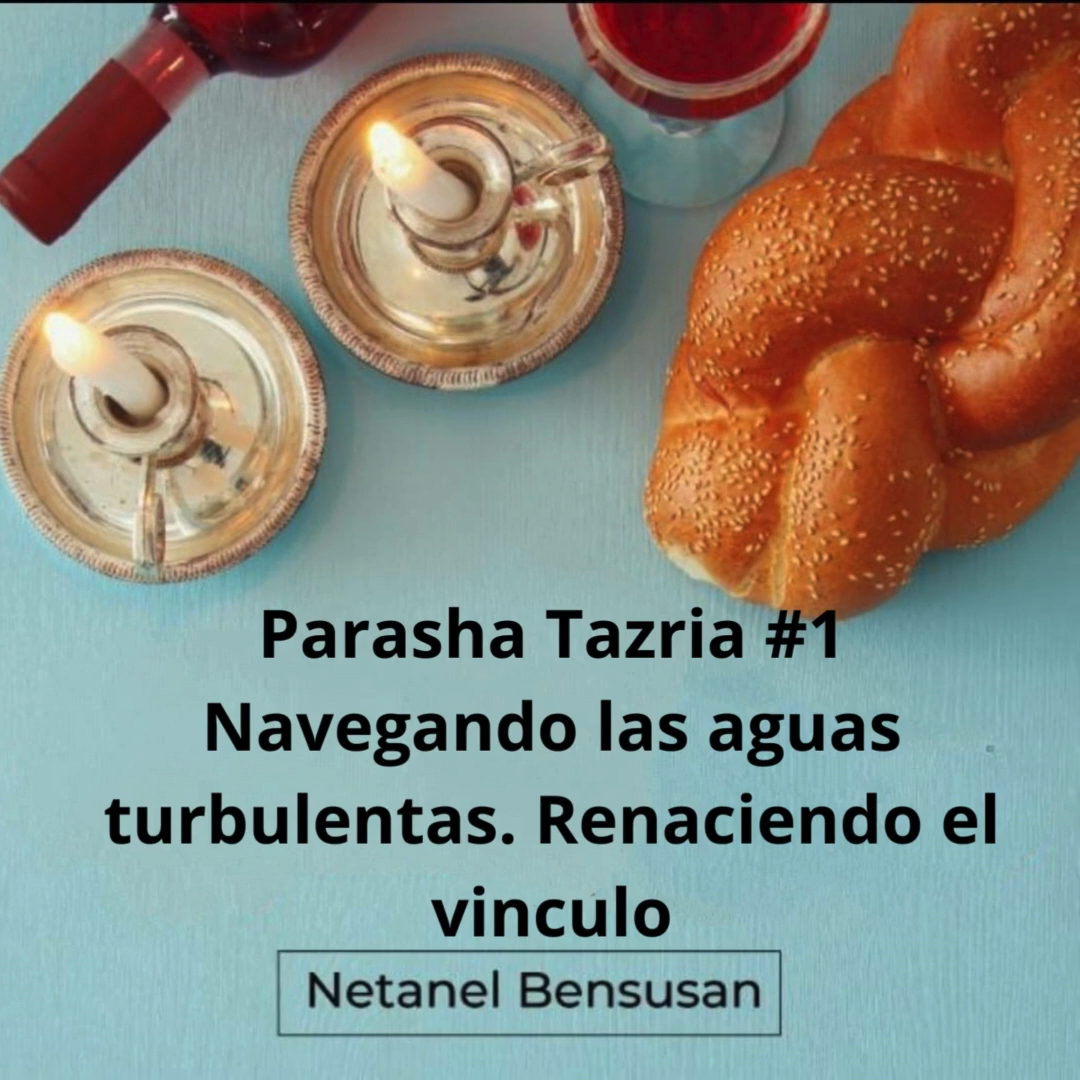 Parasha Tazria #1
Navegando las aguas
turbulentas. Renaciendo el
vinculo
Netanel Bensusan